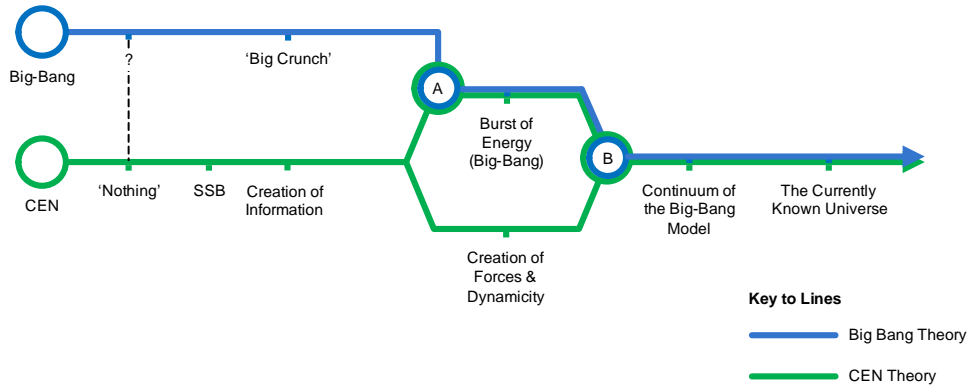 Big-Bang
?
‘Big Crunch’
A
Burst of
Energy
(Big-Bang)
B
CEN
‘Nothing’
SSB
Creation of
Information
Continuum of
the Big-Bang
Model
The Currently
Known Universe
Creation of
Forces &
Dynamicity
Key to Lines
Big Bang Theory
CEN Theory